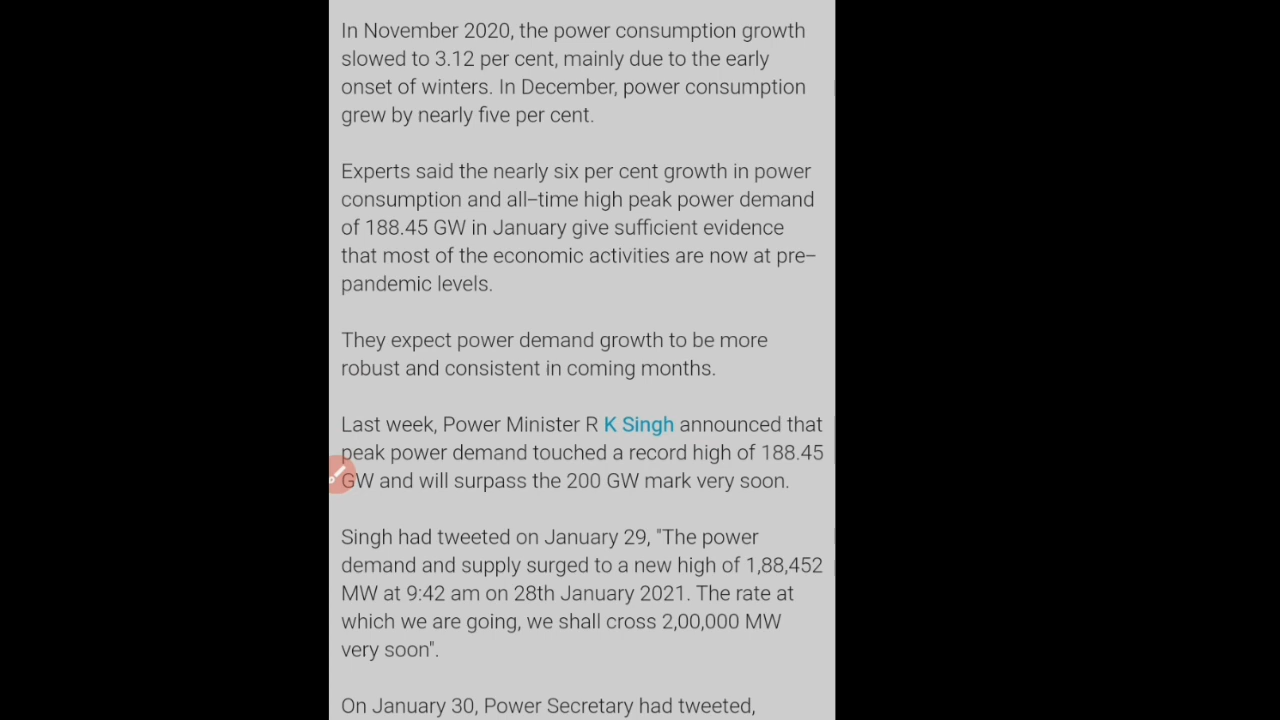 In November 2020, the power consumption growth
slowed to 3.12 per cent, mainly due to the early
onset of winters. In December, power consumption
grew by nearly five per cent.
Experts said the nearly six per cent growth in power
consumption and all-time high peak power demand
of 188.45 GW in January give sufficient evidence
that most of the economic activities are now at pre-
pandemic levels.
They expect power demand growth to be more
robust and consistent in coming months.
Last week, Power Minister R K Singh announced that
peak power demand touched a record high of 188.45
GW and will surpass the 200 GW mark very soon.
Singh had tweeted on January 29, "The power
demand and supply surged to a new high of 1,88,452
MW at 9:42 am on 28th January 2021. The rate at
which we are going, we shall cross 2,00,000 MW
very soon".
On January 30, Power Secretary had tweeted,